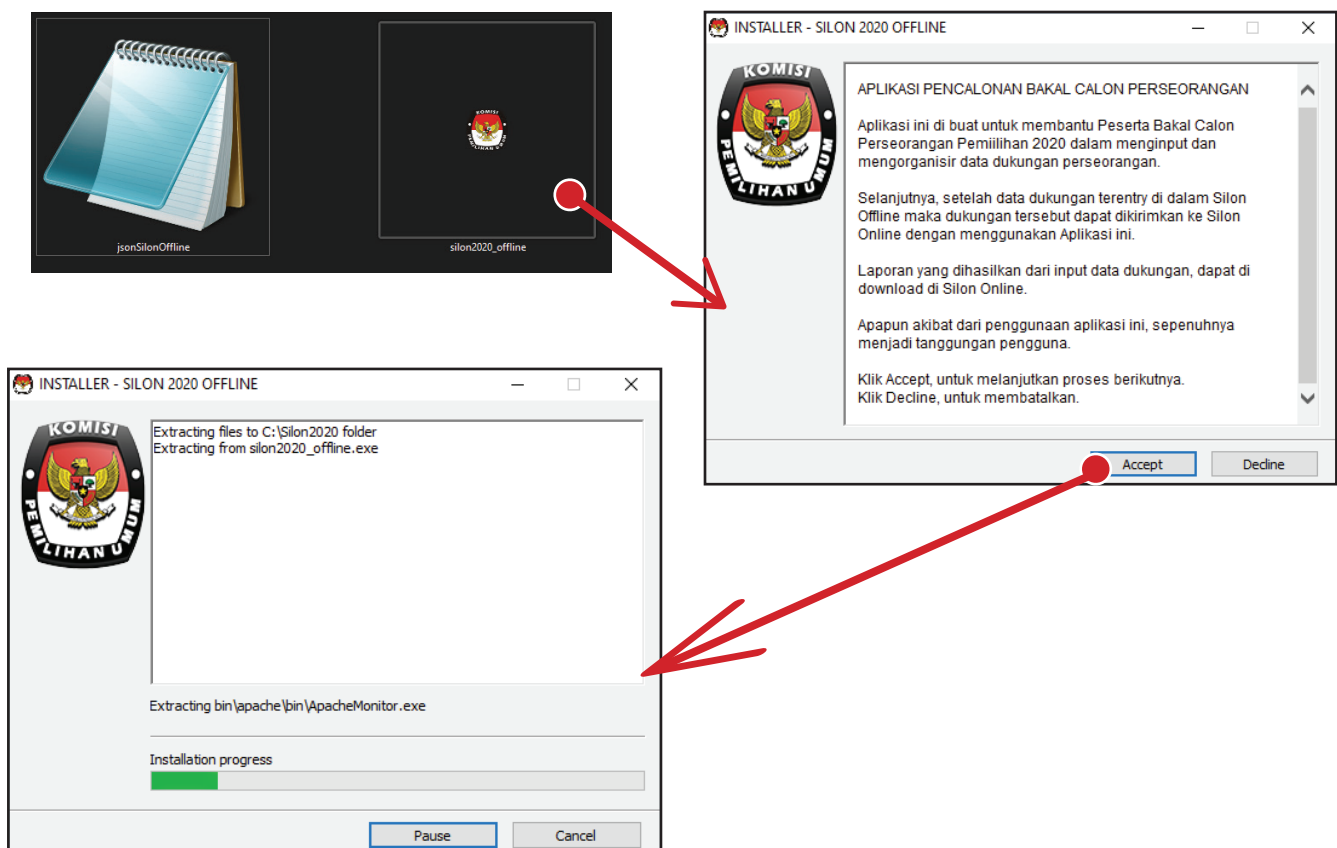 jsonSilonOffline
KOMISI
PEMILIHAN UMUM
silon2020_offline
INSTALLER - SILON 2020 OFFLINE
KOMISI
PEMILIHAN UMUM
APLIKASI PENCALONAN BAKAL CALON PERSEORANGAN
Aplikasi ini di buat untuk membantu Peserta Bakal Calon
Perseorangan Pemiilihan 2020 dalam menginput dan
mengorganisir data dukungan perseorangan.
Selanjutnya, setelah data dukungan terentry di dalam Silon
Offline maka dukungan tersebut dapat dikirimkan ke Silon
Online dengan menggunakan Aplikasi ini.
Laporan yang dihasilkan dari input data dukungan, dapat di
download di Silon Online.
Apapun akibat dari penggunaan aplikasi ini, sepenuhnya
menjadi tanggungan pengguna.
Klik Accept, untuk melanjutkan proses berikutnya.
Klik Decline, untuk membatalkan.
Accept
Decline
INSTALLER - SILON 2020 OFFLINE
KOMISI
PEMILIHAN UMUM
Extracting files to C:\Silon2020 folder
Extracting from silon2020_offline.exe
Extracting bin\apache\bin\ApacheMonitor.exe
Installation progress
Pause
Cancel